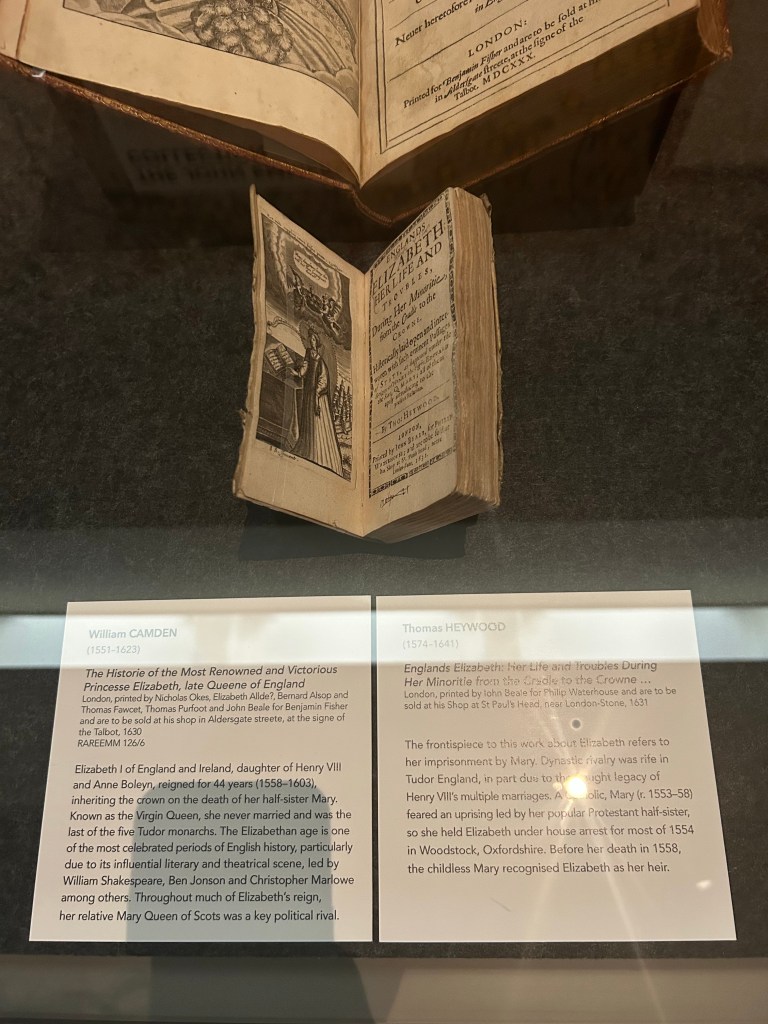 Neuer heretofore
in E
LONDON:
Printed for Benjamin Fisher and are to be sold at his
in Aldersgate streete, at the signe of the
Talbot, MDCXXX.
ENGLANDS
ELIZABETH
HER LIFE AND
TROVBLES,
During Her Minoritie,
from the Cradle to the
CROWNE.
Historically laid open and inter-
woven with such eminent Passages
By THO: HEYWOOD.
LONDON,
William CAMDEN
(1551–1623)
The Historie of the Most Renowned and Victorious
Princesse Elizabeth, late Queene of England
London, printed by Nicholas Okes, Elizabeth Allde?, Bernard Alsop and
Thomas Fawcet, Thomas Purfoot and John Beale for Benjamin Fisher
and are to be sold at his shop in Aldersgate streete, at the signe of
the Talbot, 1630
RAREEMM 126/6
Elizabeth I of England and Ireland, daughter of Henry VIII
and Anne Boleyn, reigned for 44 years (1558–1603),
inheriting the crown on the death of her half-sister Mary.
Known as the Virgin Queen, she never married and was the
last of the five Tudor monarchs. The Elizabethan age is one
of the most celebrated periods of English history, particularly
due to its influential literary and theatrical scene, led by
William Shakespeare, Ben Jonson and Christopher Marlowe
among others. Throughout much of Elizabeth's reign,
her relative Mary Queen of Scots was a key political rival.
Thomas HEYWOOD
(1574–1641)
Englands Elizabeth: Her Life and Troubles During
Her Minoritie from the Cradle to the Crowne ...
London, printed by John Beale for Philip Waterhouse and are to be
sold at his Shop at St Paul's Head, neer London-Stone, 1631
The frontispiece to this work about Elizabeth refers to
her imprisonment by Mary. Dynastic rivalry was rife in
Tudor England, in part due to the fraught legacy of
Henry VIII's multiple marriages. A Catholic, Mary (r. 1553–58)
feared an uprising led by her popular Protestant half-sister,
so she held Elizabeth under house arrest for most of 1554
in Woodstock, Oxfordshire. Before her death in 1558,
the childless Mary recognised Elizabeth as her heir.